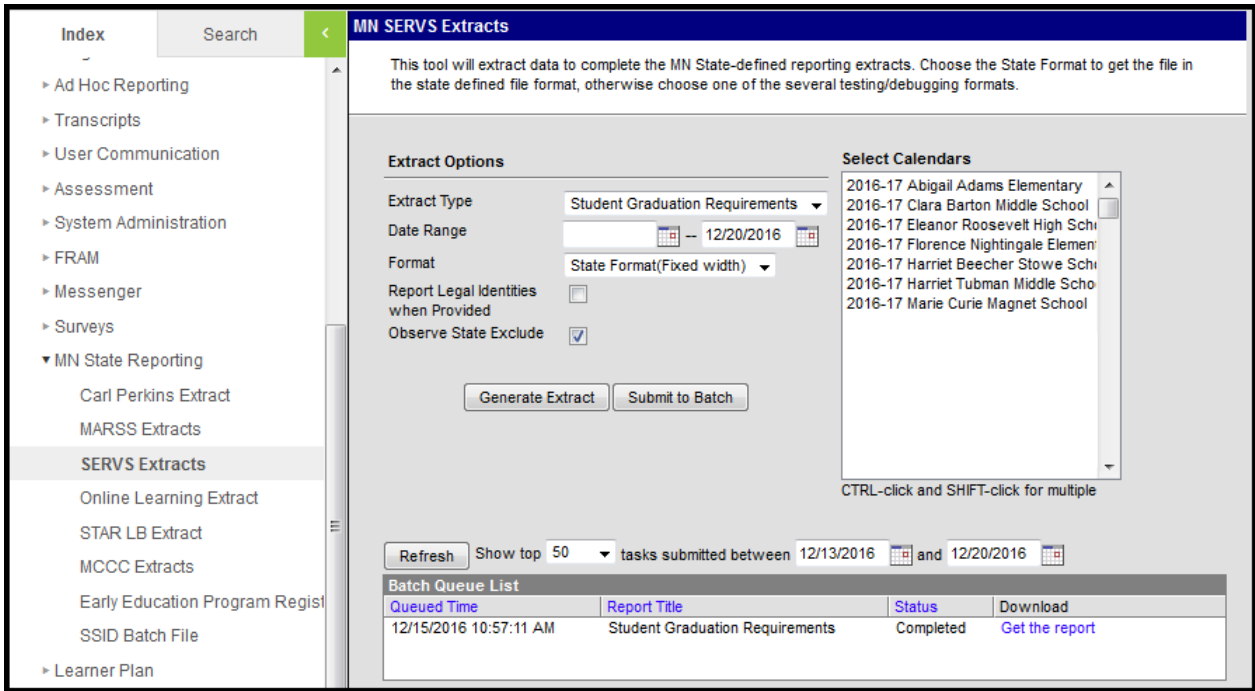 Index
Search
Ad Hoc Reporting
Transcripts
User Communication
Assessment
System Administration
FRAM
Messenger
Surveys
MN State Reporting
Carl Perkins Extract
MARSS Extracts
SERVS Extracts
Online Learning Extract
STAR LB Extract
MCCC Extracts
Early Education Program Regist
SSID Batch File
Learner Plan
MN SERVS Extracts
This tool will extract data to complete the MN State-defined reporting extracts. Choose the State Format to get the file in
the state defined file format, otherwise choose one of the several testing/debugging formats.
Extract Options
Extract Type
Student Graduation Requirements
Date Range
-- 12/20/2016
Format
State Format(Fixed width)
Report Legal Identities
when Provided
Observe State Exclude
Generate Extract
Submit to Batch
Select Calendars
2016-17 Abigail Adams Elementary
2016-17 Clara Barton Middle School
2016-17 Eleanor Roosevelt High Scho
2016-17 Florence Nightingale Elemen
2016-17 Harriet Beecher Stowe Scho
2016-17 Harriet Tubman Middle Schoo
2016-17 Marie Curie Magnet School
CTRL-click and SHIFT-click for multiple
Refresh Show top 50 tasks submitted between 12/13/2016 and 12/20/2016
Batch Queue List
Queued Time Report Title Status Download
12/15/2016 10:57:11 AM Student Graduation Requirements Completed Get the report